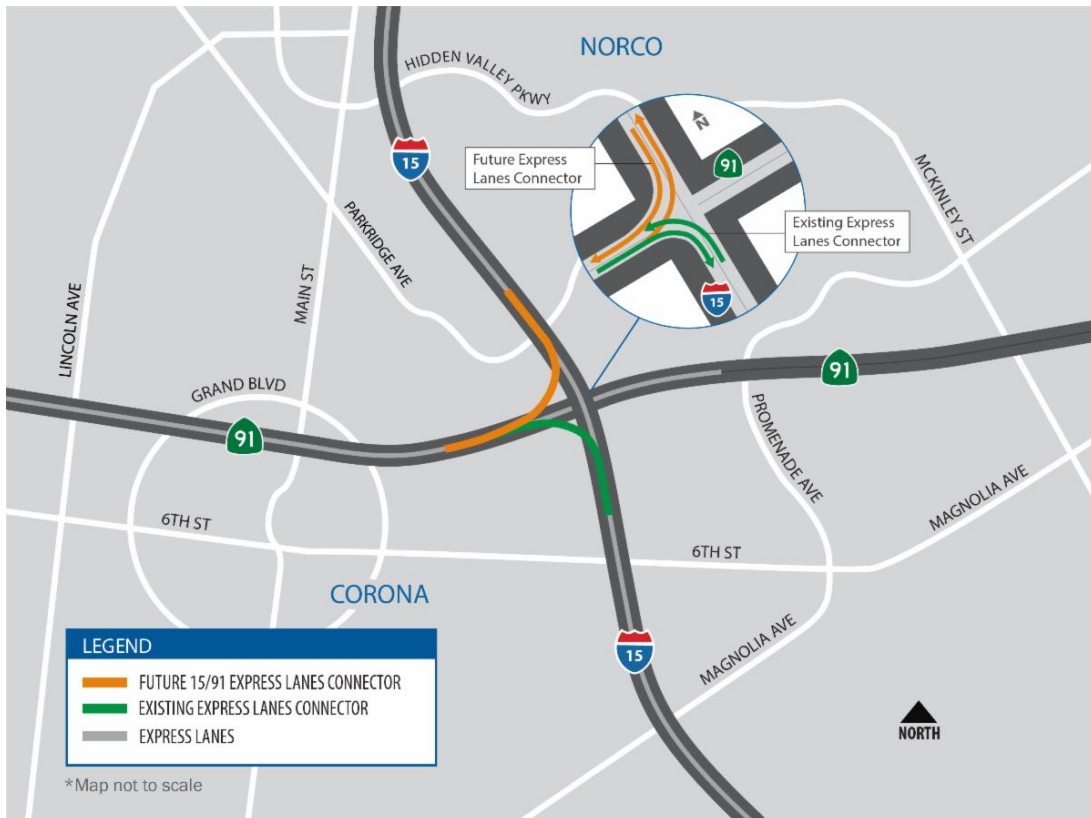 NORCO
HIDDEN VALLEY PKWY
15
N
91
Future Express
Lanes Connector
MCKINLEY ST
Existing Express
Lanes Connector
15
PARKRIDGE AVE
MAIN ST
LINCOLN AVE
GRAND BLVD
91
91
PROMENADE AVE
MAGNOLIA AVE
6TH ST
6TH ST
CORONA
15
MAGNOLIA AVE
LEGEND
FUTURE 15/91 EXPRESS LANES CONNECTOR
EXISTING EXPRESS LANES CONNECTOR
EXPRESS LANES
NORTH
*Map not to scale